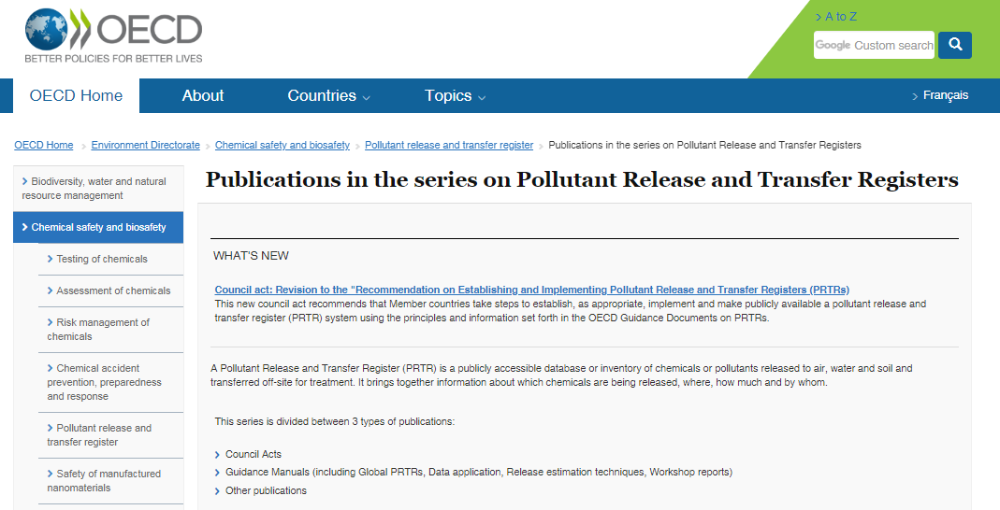 OECD
BETTER POLICIES FOR BETTER LIVES
A to Z
Google Custom search
OECD Home
About
Countries
Topics
Français
OECD Home > Environment Directorate > Chemical safety and biosafety > Pollutant release and transfer register > Publications in the series on Pollutant Release and Transfer Registers
Biodiversity, water and natural
resource management
Chemical safety and biosafety
Testing of chemicals
Assessment of chemicals
Risk management of
chemicals
Chemical accident
prevention, preparedness
and response
Pollutant release and
transfer register
Safety of manufactured
nanomaterials
Publications in the series on Pollutant Release and Transfer Registers
WHAT'S NEW
Council act: Revision to the "Recommendation on Establishing and Implementing Pollutant Release and Transfer Registers (PRTRs)
This new council act recommends that Member countries take steps to establish, as appropriate, implement and make publicly available a pollutant release and
transfer register (PRTR) system using the principles and information set forth in the OECD Guidance Documents on PRTRs.
A Pollutant Release and Transfer Register (PRTR) is a publicly accessible database or inventory of chemicals or pollutants released to air, water and soil and
transferred off-site for treatment. It brings together information about which chemicals are being released, where, how much and by whom.
This series is divided between 3 types of publications:
Council Acts
Guidance Manuals (including Global PRTRs, Data application, Release estimation techniques, Workshop reports)
Other publications